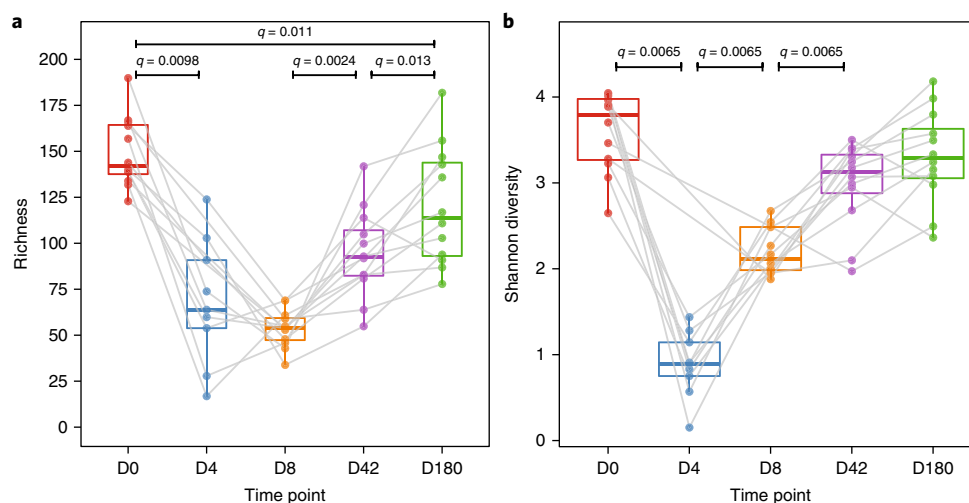 a
q = 0.011
q = 0.0098
q = 0.0024
q = 0.013
200
175
150
125
100
75
50
25
0
Richness
D0 D4 D8 D42 D180
Time point
b
q = 0.0065
q = 0.0065
q = 0.0065
4
3
2
1
0
Shannon diversity
D0 D4 D8 D42 D180
Time point